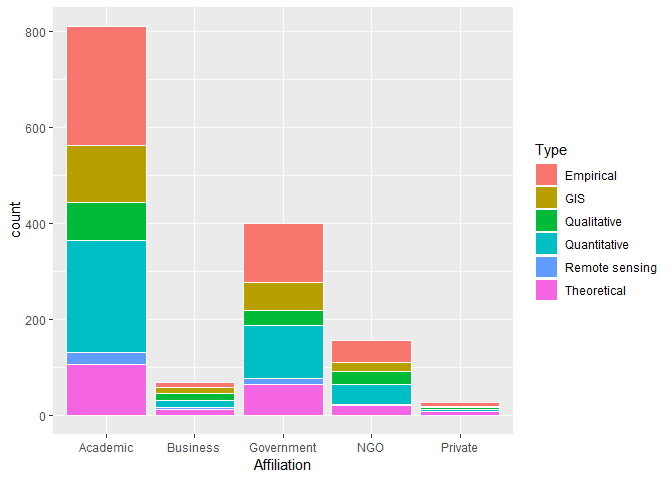 count
800
600
400
200
0
Academic
Business
Government
NGO
Private
Affiliation
Type
Empirical
GIS
Qualitative
Quantitative
Remote sensing
Theoretical